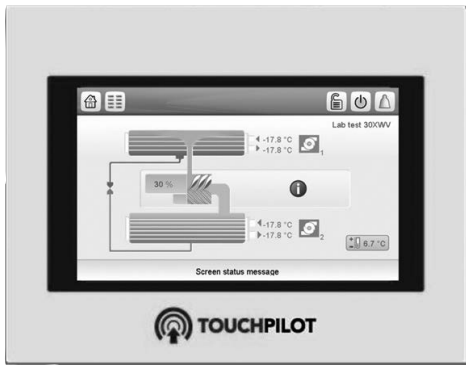 Lab test 30XWV
-17.8 °C
-17.8 °C
1
30 %
-17.8 °C
-17.8 °C
2
6.7 °C
Screen status message
TOUCHPILOT